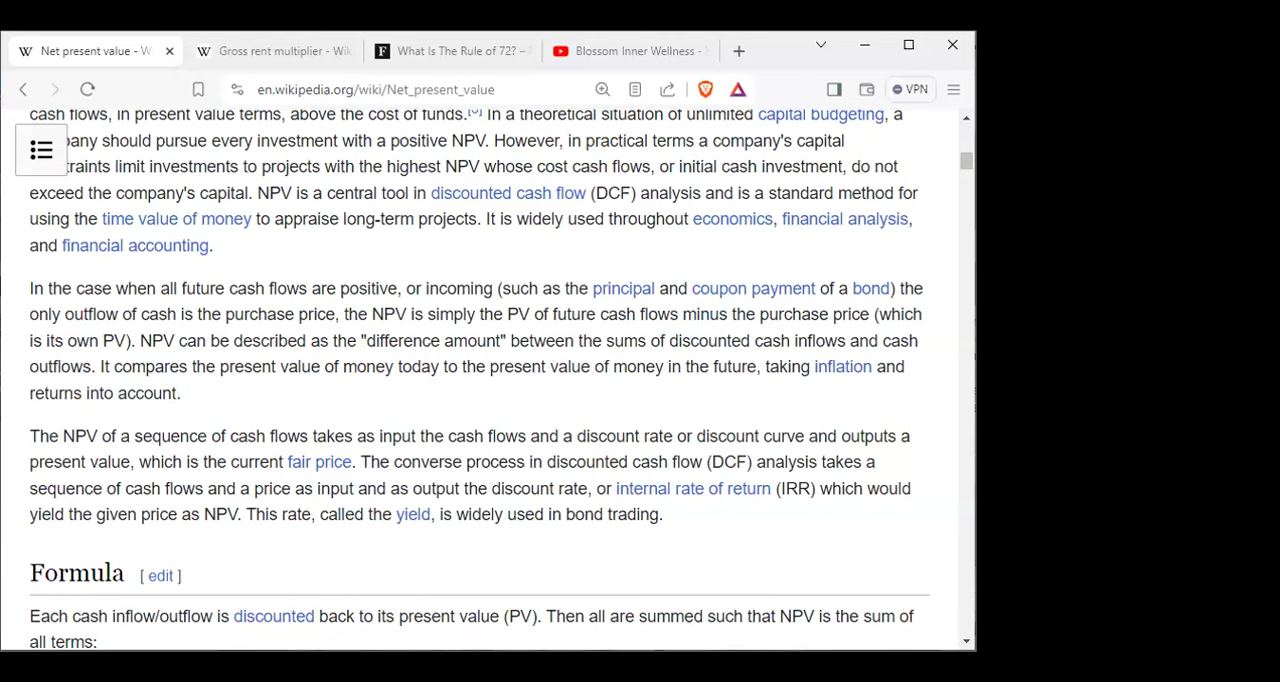 Net present value - W
Gross rent multiplier - Wiki
What Is The Rule of 72? –
Blossom Inner Wellness -
en.wikipedia.org/wiki/Net_present_value
VPN
cash flows, in present value terms, above the cost of funds. In a theoretical situation of unlimited capital budgeting, a
any should pursue every investment with a positive NPV. However, in practical terms a company's capital
raints limit investments to projects with the highest NPV whose cost cash flows, or initial cash investment, do not
exceed the company's capital. NPV is a central tool in discounted cash flow (DCF) analysis and is a standard method for
using the time value of money to appraise long-term projects. It is widely used throughout economics, financial analysis,
and financial accounting.
In the case when all future cash flows are positive, or incoming (such as the principal and coupon payment of a bond) the
only outflow of cash is the purchase price, the NPV is simply the PV of future cash flows minus the purchase price (which
is its own PV). NPV can be described as the "difference amount" between the sums of discounted cash inflows and cash
outflows. It compares the present value of money today to the present value of money in the future, taking inflation and
returns into account.
The NPV of a sequence of cash flows takes as input the cash flows and a discount rate or discount curve and outputs a
present value, which is the current fair price. The converse process in discounted cash flow (DCF) analysis takes a
sequence of cash flows and a price as input and as output the discount rate, or internal rate of return (IRR) which would
yield the given price as NPV. This rate, called the yield, is widely used in bond trading.
Formula [ edit ]
Each cash inflow/outflow is discounted back to its present value (PV). Then all are summed such that NPV is the sum of
all terms: